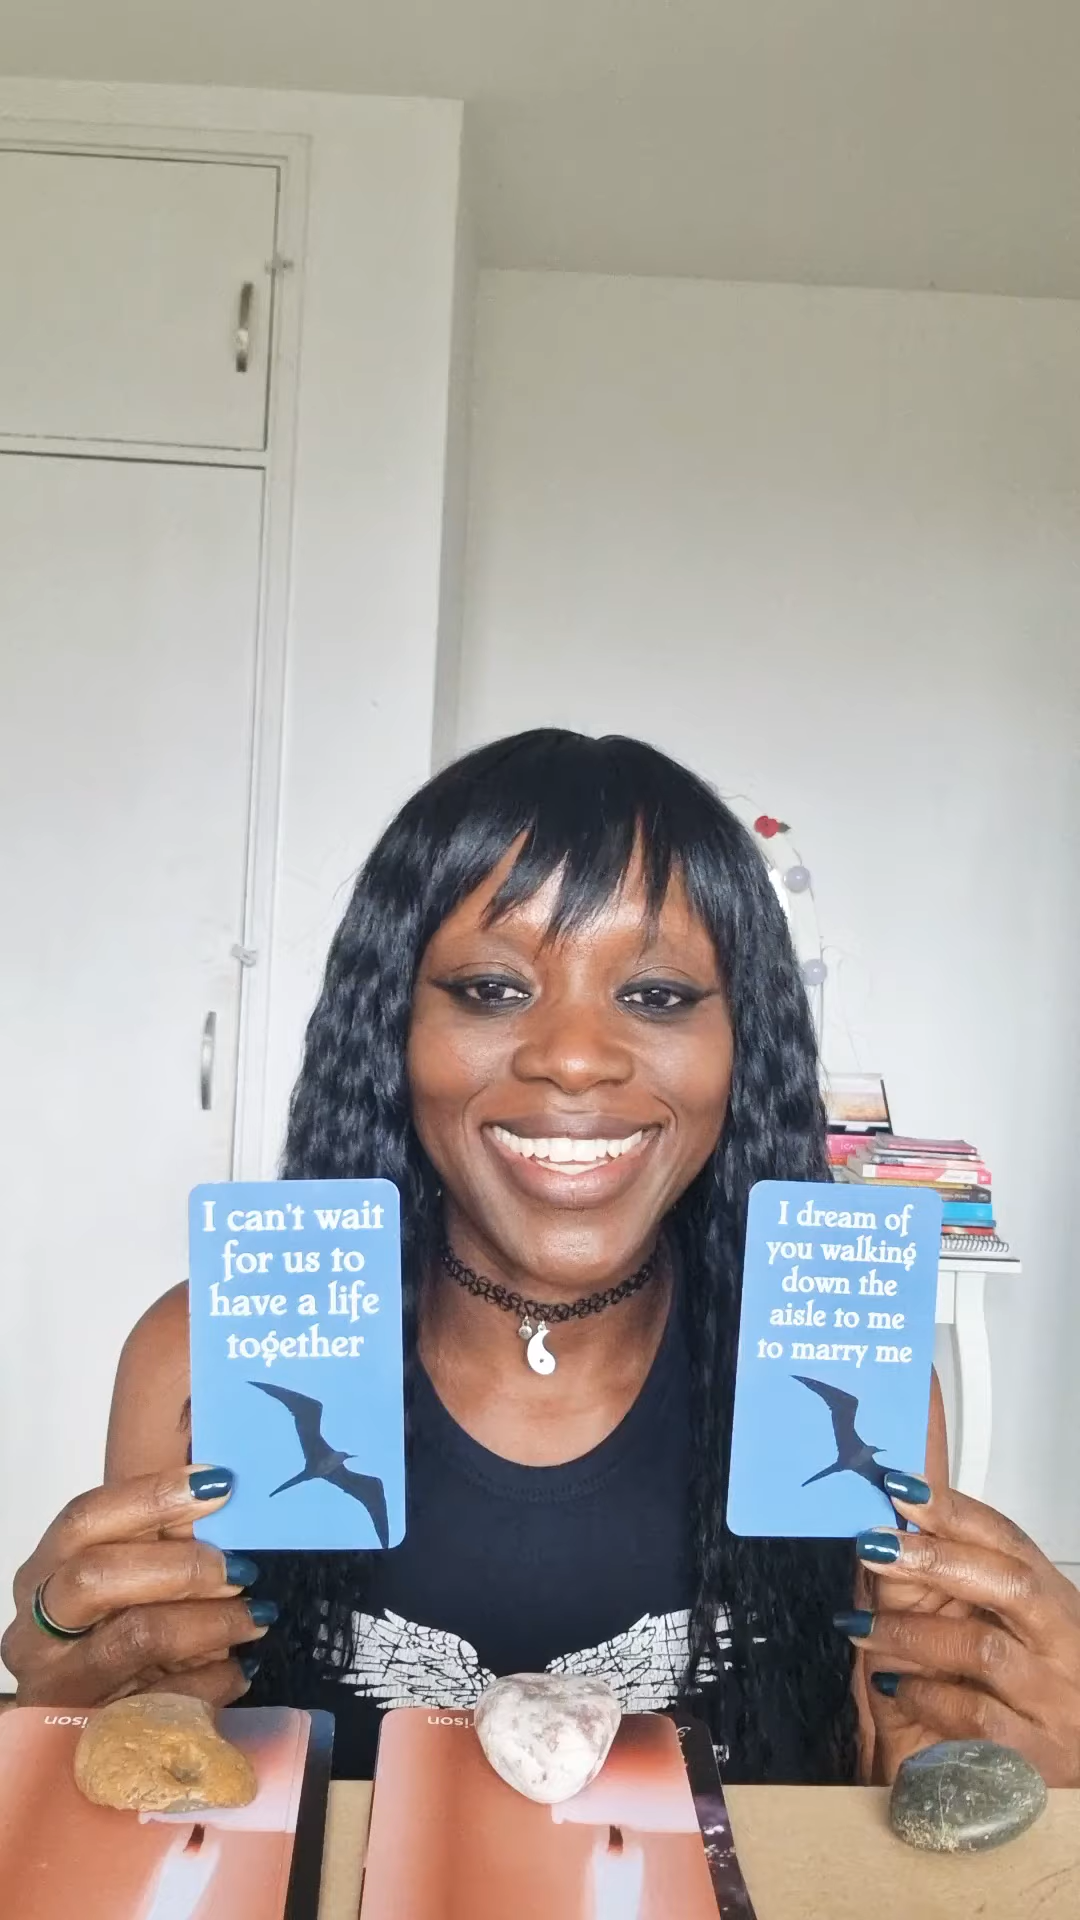 I can't wait
for us to
have a life
together
I dream of
you walking
down the
aisle to me
to marry me